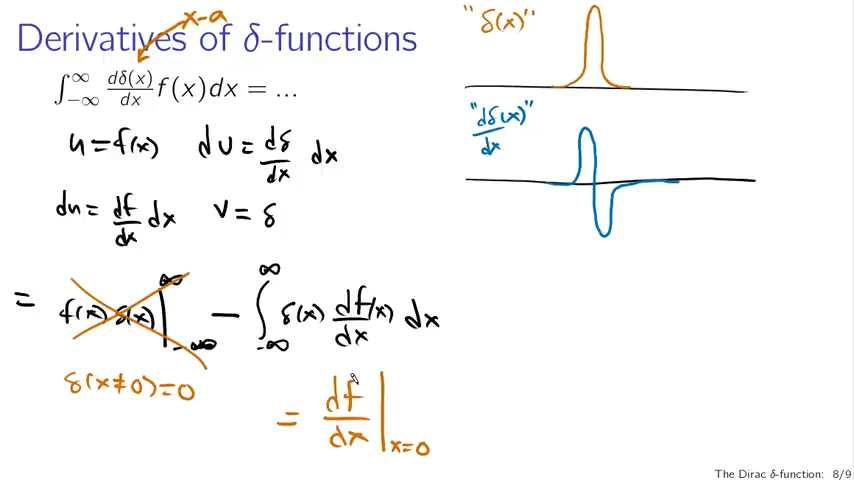 x-a
Derivatives of δ-functions
∫_{-∞}^{∞} dδ(x)/dx f(x)dx = ...
u = f(x) dv = dδ/dx dx
du = df/dx dx v = δ
= f(x) δ(x)|_{-∞}^{∞} - ∫_{-∞}^{∞} δ(x) df(x)/dx dx
δ(x≠0)=0
= df/dx|_{x=0}
"δ(x)"
"dδ(x)"/dx
The Dirac δ-function: 8/9